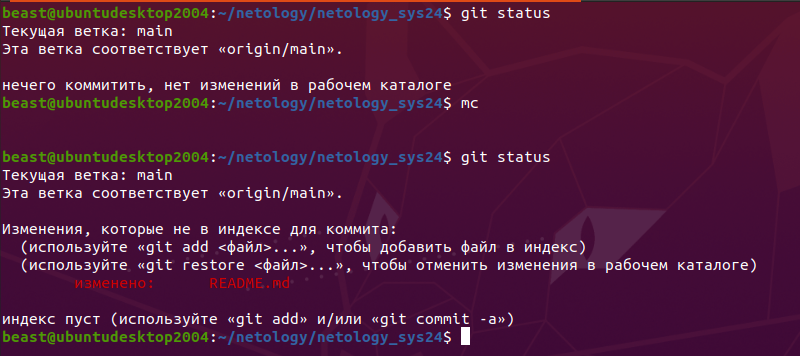 beast@ubuntudesktop2004:~/netology/netology_sys24$ git status
Текущая ветка: main
Эта ветка соответствует «origin/main».
нечего коммитить, нет изменений в рабочем каталоге
beast@ubuntudesktop2004:~/netology/netology_sys24$ mc
beast@ubuntudesktop2004:~/netology/netology_sys24$ git status
Текущая ветка: main
Эта ветка соответствует «origin/main».
Изменения, которые не в индексе для коммита:
(используйте «git add <файл>...», чтобы добавить файл в индекс)
(используйте «git restore <файл>...», чтобы отменить изменения в рабочем каталоге)
изменено: README.md
индекс пуст (используйте «git add» и/или «git commit -a»)
beast@ubuntudesktop2004:~/netology/netology_sys24$